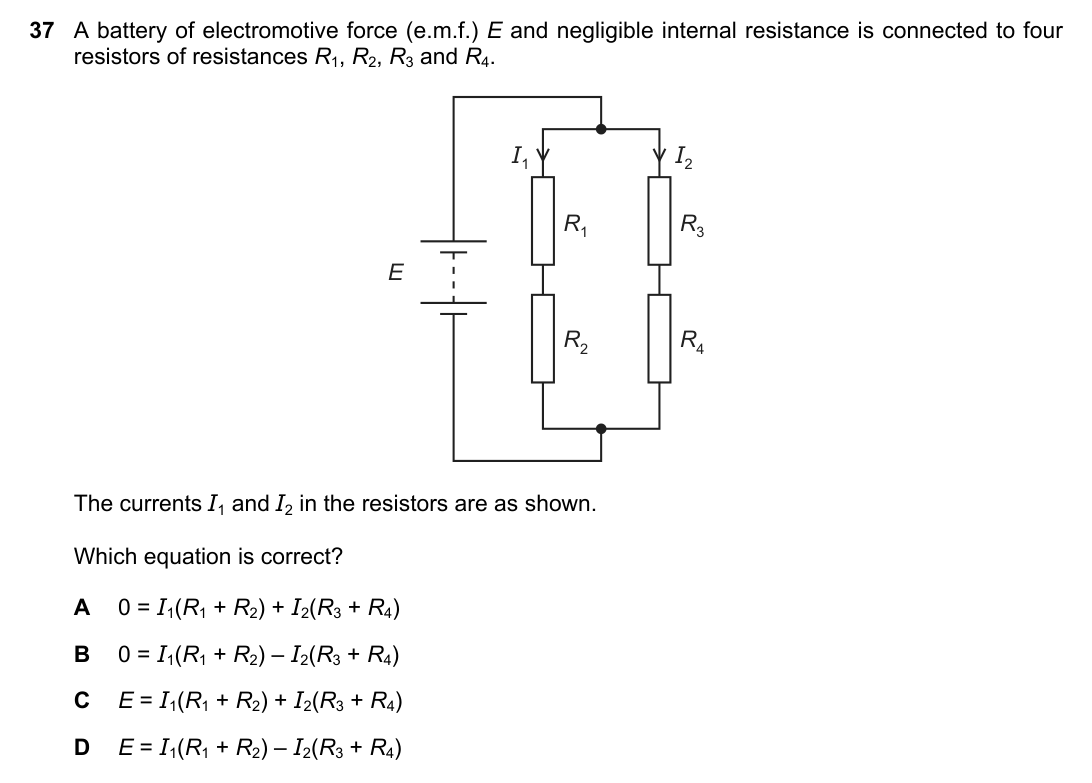 37 A battery of electromotive force (e.m.f.) E and negligible internal resistance is connected to four
resistors of resistances R₁, R₂, R₃ and R₄.
I₁
I₂
R₁
R₃
E
R₂
R₄
The currents I₁ and I₂ in the resistors are as shown.
Which equation is correct?
A 0 = I₁(R₁ + R₂) + I₂(R₃ + R₄)
B 0 = I₁(R₁ + R₂) – I₂(R₃ + R₄)
C E = I₁(R₁ + R₂) + I₂(R₃ + R₄)
D E = I₁(R₁ + R₂) – I₂(R₃ + R₄)